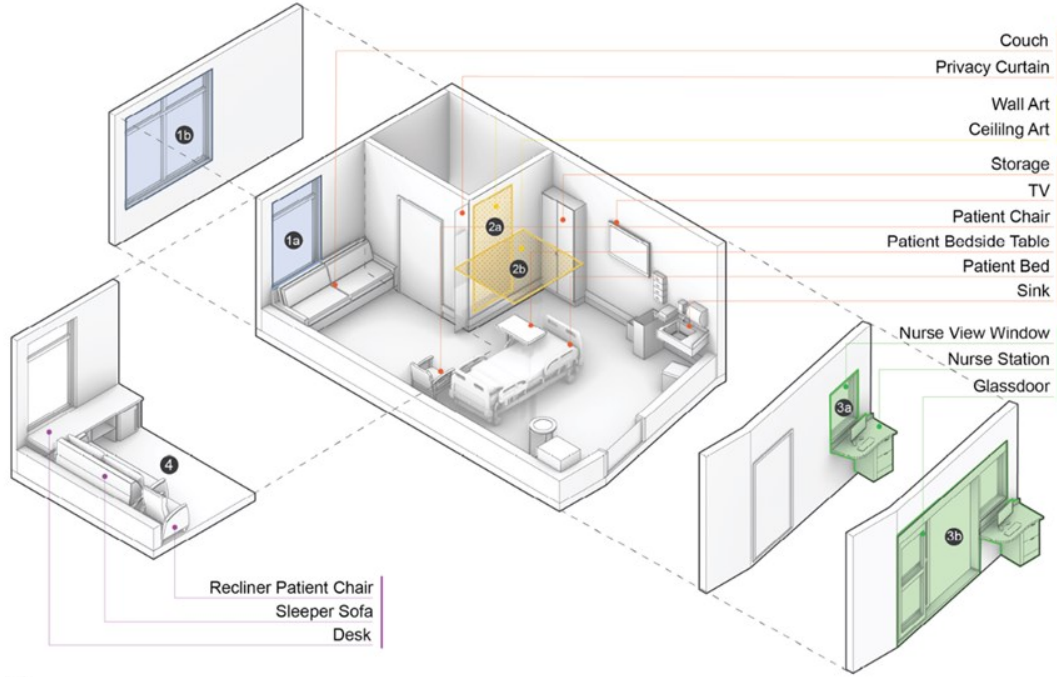 Couch
Privacy Curtain
Wall Art
Ceililng Art
Storage
TV
Patient Chair
Patient Bedside Table
Patient Bed
Sink
Nurse View Window
Nurse Station
Glassdoor
1b
1a
2a
2b
3a
3b
4
Recliner Patient Chair
Sleeper Sofa
Desk